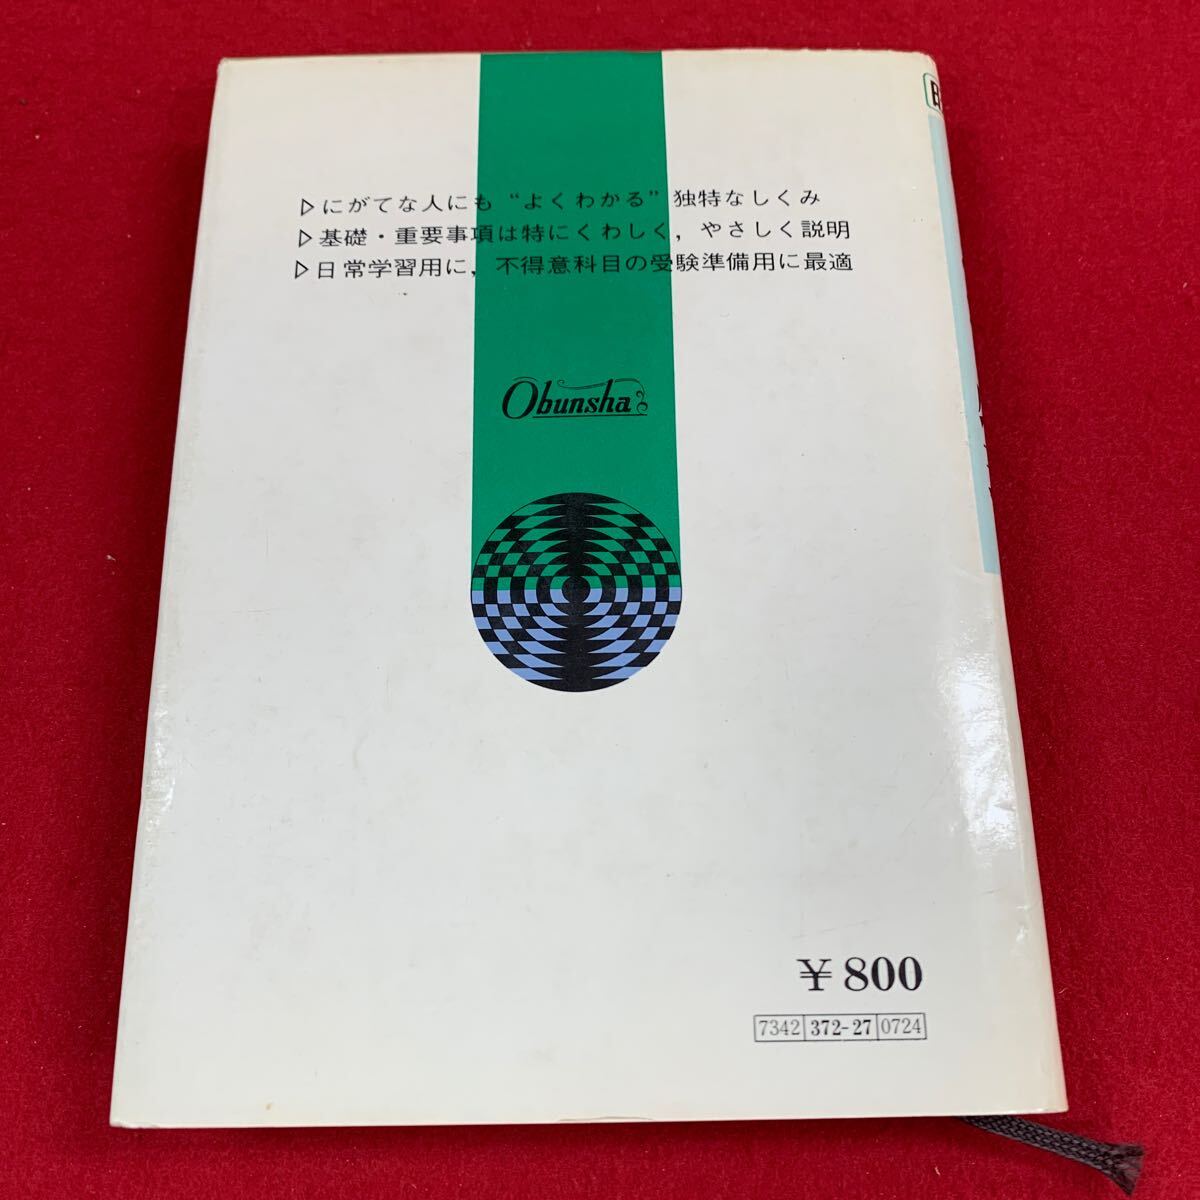 ▷にがてな人にも“よくわかる”独特なしくみ
▷基礎・重要事項は特にくわしく，やさしく説明
▷日常学習用に，不得意科目の受験準備用に最適
Obunsha
￥800
7342 372-27 0724